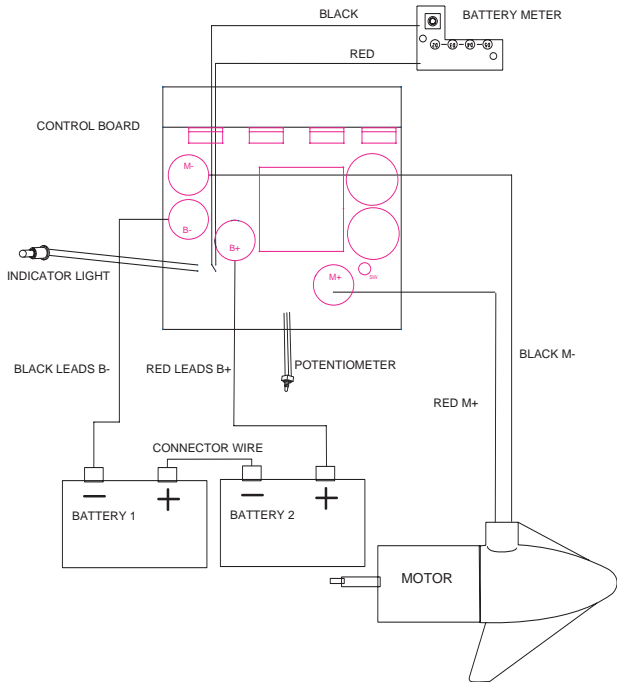 BLACK
BATTERY METER
RED
CONTROL BOARD
M-
B-
B+
M+
SW
INDICATOR LIGHT
BLACK LEADS B-
RED LEADS B+
POTENTIOMETER
BLACK M-
RED M+
CONNECTOR WIRE
BATTERY 1
BATTERY 2
MOTOR